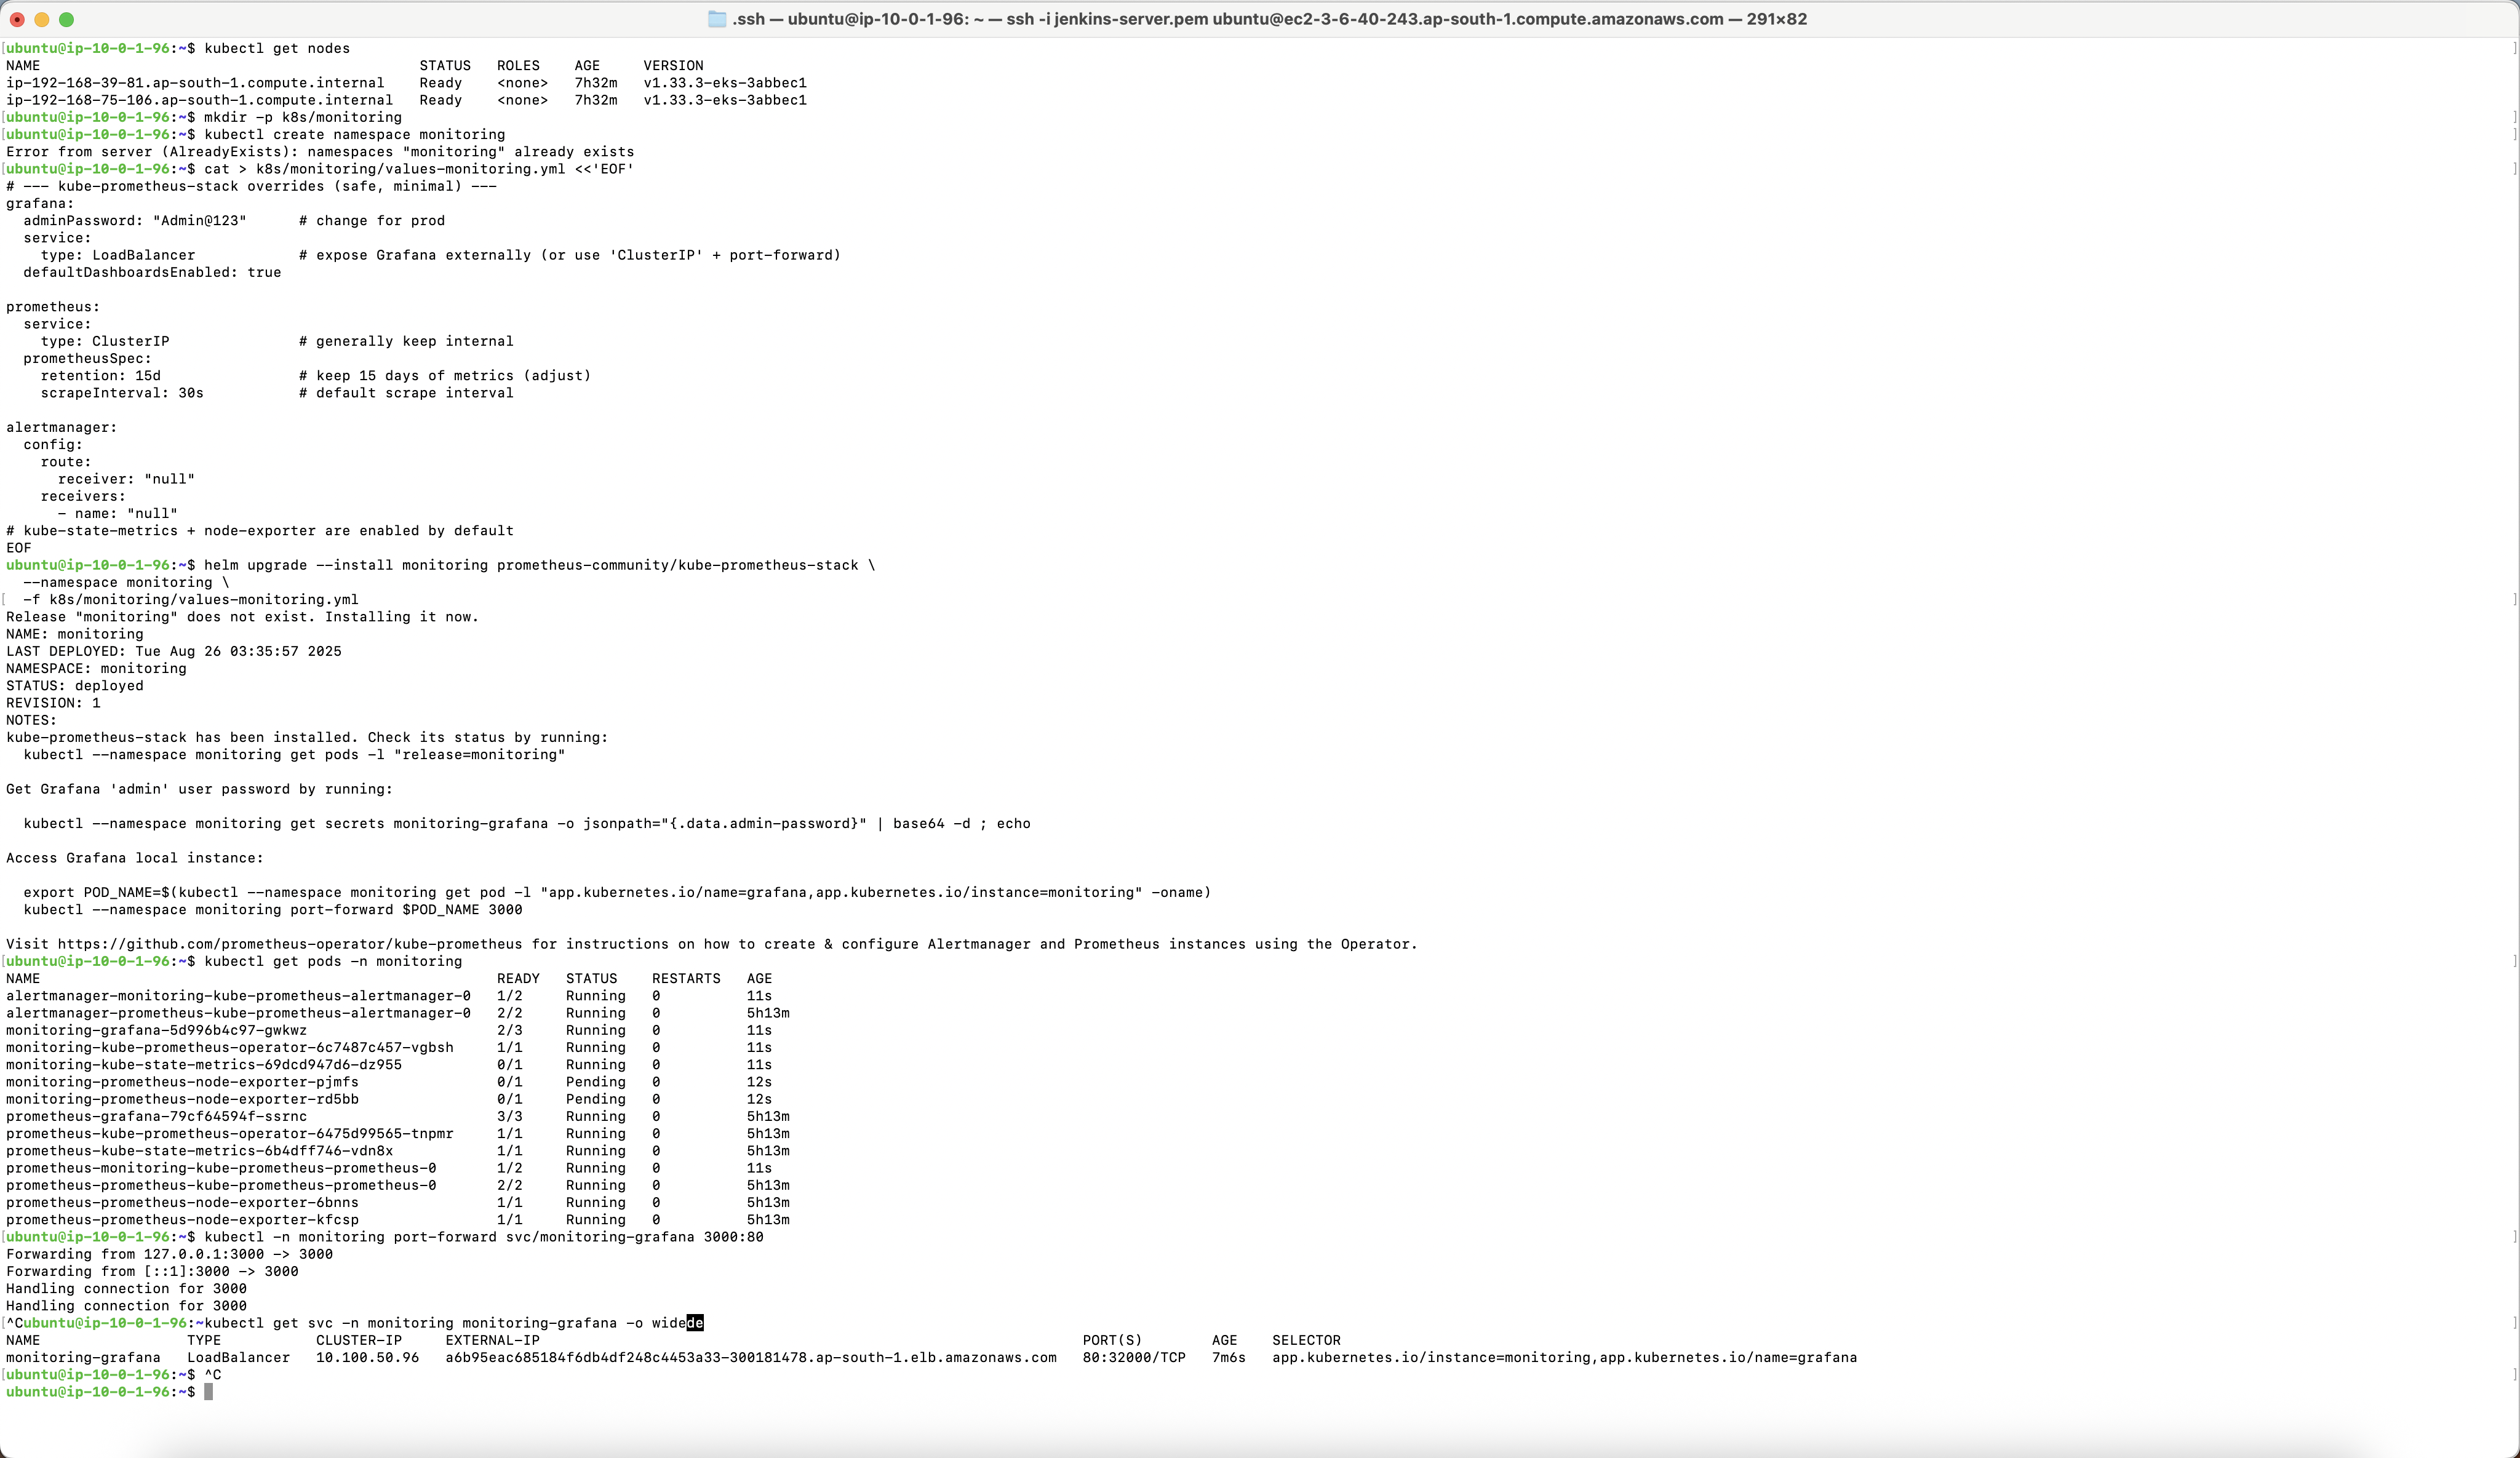 .ssh — ubuntu@ip-10-0-1-96: ~ — ssh -i jenkins-server.pem ubuntu@ec2-3-6-40-243.ap-south-1.compute.amazonaws.com — 291×82
[ubuntu@ip-10-0-1-96:~$ kubectl get nodes ]
NAME STATUS ROLES AGE VERSION
ip-192-168-39-81.ap-south-1.compute.internal Ready <none> 7h32m v1.33.3-eks-3abbec1
ip-192-168-75-106.ap-south-1.compute.internal Ready <none> 7h32m v1.33.3-eks-3abbec1
[ubuntu@ip-10-0-1-96:~$ mkdir -p k8s/monitoring ]
[ubuntu@ip-10-0-1-96:~$ kubectl create namespace monitoring ]
Error from server (AlreadyExists): namespaces "monitoring" already exists
[ubuntu@ip-10-0-1-96:~$ cat > k8s/monitoring/values-monitoring.yml <<'EOF' ]
# --- kube-prometheus-stack overrides (safe, minimal) ---
grafana:
  adminPassword: "Admin@123" # change for prod
  service:
    type: LoadBalancer # expose Grafana externally (or use 'ClusterIP' + port-forward)
  defaultDashboardsEnabled: true

prometheus:
  service:
    type: ClusterIP # generally keep internal
  prometheusSpec:
    retention: 15d # keep 15 days of metrics (adjust)
    scrapeInterval: 30s # default scrape interval

alertmanager:
  config:
    route:
      receiver: "null"
    receivers:
      - name: "null"
# kube-state-metrics + node-exporter are enabled by default
EOF
ubuntu@ip-10-0-1-96:~$ helm upgrade --install monitoring prometheus-community/kube-prometheus-stack \
  --namespace monitoring \
[ -f k8s/monitoring/values-monitoring.yml ]
Release "monitoring" does not exist. Installing it now.
NAME: monitoring
LAST DEPLOYED: Tue Aug 26 03:35:57 2025
NAMESPACE: monitoring
STATUS: deployed
REVISION: 1
NOTES:
kube-prometheus-stack has been installed. Check its status by running:
  kubectl --namespace monitoring get pods -l "release=monitoring"

Get Grafana 'admin' user password by running:

  kubectl --namespace monitoring get secrets monitoring-grafana -o jsonpath="{.data.admin-password}" | base64 -d ; echo

Access Grafana local instance:

  export POD_NAME=$(kubectl --namespace monitoring get pod -l "app.kubernetes.io/name=grafana,app.kubernetes.io/instance=monitoring" -oname)
  kubectl --namespace monitoring port-forward $POD_NAME 3000

Visit https://github.com/prometheus-operator/kube-prometheus for instructions on how to create & configure Alertmanager and Prometheus instances using the Operator.
[ubuntu@ip-10-0-1-96:~$ kubectl get pods -n monitoring ]
NAME READY STATUS RESTARTS AGE
alertmanager-monitoring-kube-prometheus-alertmanager-0 1/2 Running 0 11s
alertmanager-prometheus-kube-prometheus-alertmanager-0 2/2 Running 0 5h13m
monitoring-grafana-5d996b4c97-gwkwz 2/3 Running 0 11s
monitoring-kube-prometheus-operator-6c7487c457-vgbsh 1/1 Running 0 11s
monitoring-kube-state-metrics-69dcd947d6-dz955 0/1 Running 0 11s
monitoring-prometheus-node-exporter-pjmfs 0/1 Pending 0 12s
monitoring-prometheus-node-exporter-rd5bb 0/1 Pending 0 12s
prometheus-grafana-79cf64594f-ssrnc 3/3 Running 0 5h13m
prometheus-kube-prometheus-operator-6475d99565-tnpmr 1/1 Running 0 5h13m
prometheus-kube-state-metrics-6b4dff746-vdn8x 1/1 Running 0 5h13m
prometheus-monitoring-kube-prometheus-prometheus-0 1/2 Running 0 11s
prometheus-prometheus-kube-prometheus-prometheus-0 2/2 Running 0 5h13m
prometheus-prometheus-node-exporter-6bnns 1/1 Running 0 5h13m
prometheus-prometheus-node-exporter-kfcsp 1/1 Running 0 5h13m
[ubuntu@ip-10-0-1-96:~$ kubectl -n monitoring port-forward svc/monitoring-grafana 3000:80 ]
Forwarding from 127.0.0.1:3000 -> 3000
Forwarding from [::1]:3000 -> 3000
Handling connection for 3000
Handling connection for 3000
[^Cubuntu@ip-10-0-1-96:~kubectl get svc -n monitoring monitoring-grafana -o widede ]
NAME TYPE CLUSTER-IP EXTERNAL-IP PORT(S) AGE SELECTOR
monitoring-grafana LoadBalancer 10.100.50.96 a6b95eac685184f6db4df248c4453a33-300181478.ap-south-1.elb.amazonaws.com 80:32000/TCP 7m6s app.kubernetes.io/instance=monitoring,app.kubernetes.io/name=grafana
[ubuntu@ip-10-0-1-96:~$ ^C ]
ubuntu@ip-10-0-1-96:~$